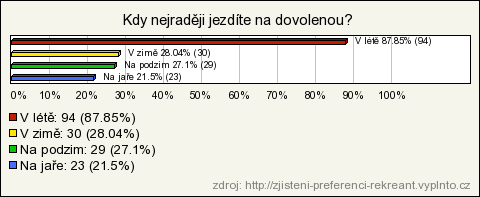 Kdy nejraději jezdíte na dovolenou?
V létě 87.85% (94)
V zimě 28.04% (30)
Na podzim 27.1% (29)
Na jaře 21.5% (23)
0% 10% 20% 30% 40% 50% 60% 70% 80% 90% 100%
V létě: 94 (87.85%)
V zimě: 30 (28.04%)
Na podzim: 29 (27.1%)
Na jaře: 23 (21.5%)
zdroj: http://zjisteni-preferenci-rekreant.vyplnto.cz